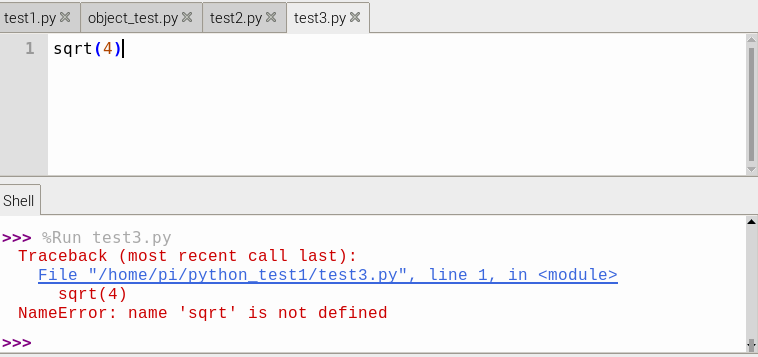 test1.py object_test.py test2.py test3.py
1 sqrt(4)
Shell
>>> %Run test3.py
Traceback (most recent call last):
File "/home/pi/python_test1/test3.py", line 1, in <module>
sqrt(4)
NameError: name 'sqrt' is not defined
>>>